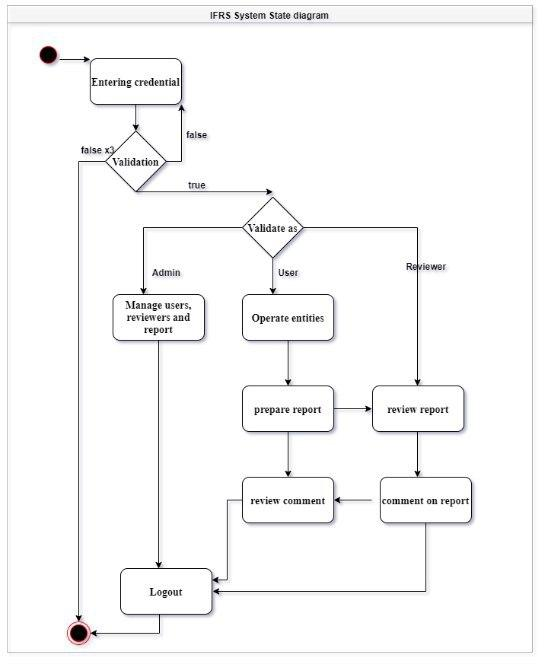 IFRS System State diagram
Entering credential
false
false x3
Validation
true
Validate as
Admin
User
Reviewer
Manage users,
reviewers and
report
Operate entities
prepare report
review report
review comment
comment on report
Logout